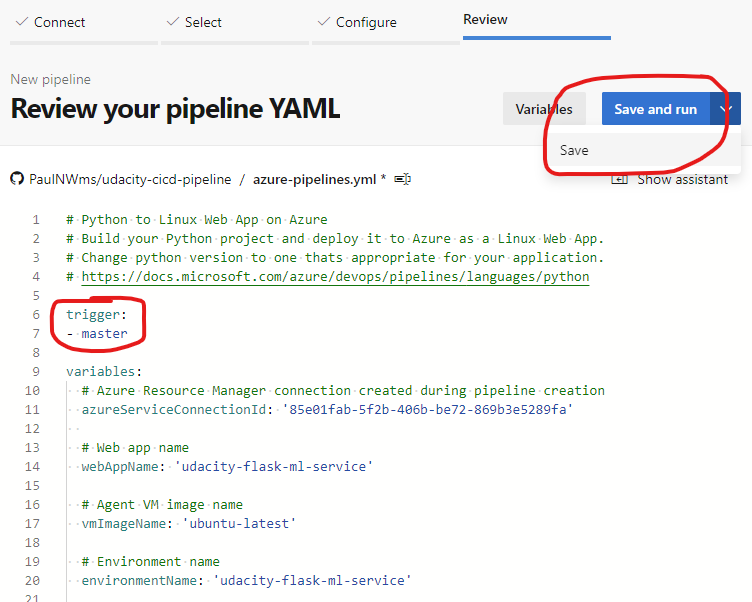 Connect Select Configure Review
New pipeline
Review your pipeline YAML
Variables Save and run
Save
PaulNWms/udacity-cicd-pipeline / azure-pipelines.yml * Show assistant
1 # Python to Linux Web App on Azure
2 # Build your Python project and deploy it to Azure as a Linux Web App.
3 # Change python version to one thats appropriate for your application.
4 # https://docs.microsoft.com/azure/devops/pipelines/languages/python
5
6 trigger:
7 - master
8
9 variables:
10 # Azure Resource Manager connection created during pipeline creation
11 azureServiceConnectionId: '85e01fab-5f2b-406b-be72-869b3e5289fa'
12
13 # Web app name
14 webAppName: 'udacity-flask-ml-service'
15
16 # Agent VM image name
17 vmImageName: 'ubuntu-latest'
18
19 # Environment name
20 environmentName: 'udacity-flask-ml-service'
21